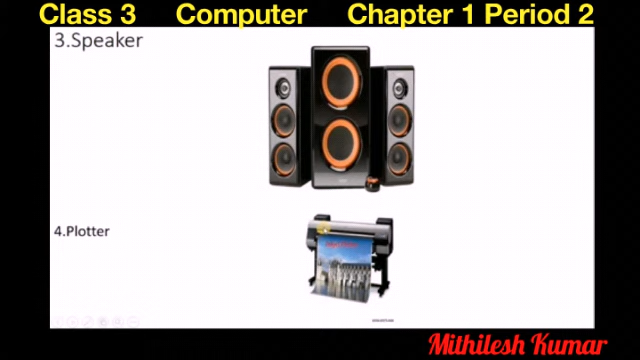 Class 3 Computer Chapter 1 Period 2
3.Speaker
4.Plotter
Mithilesh Kumar